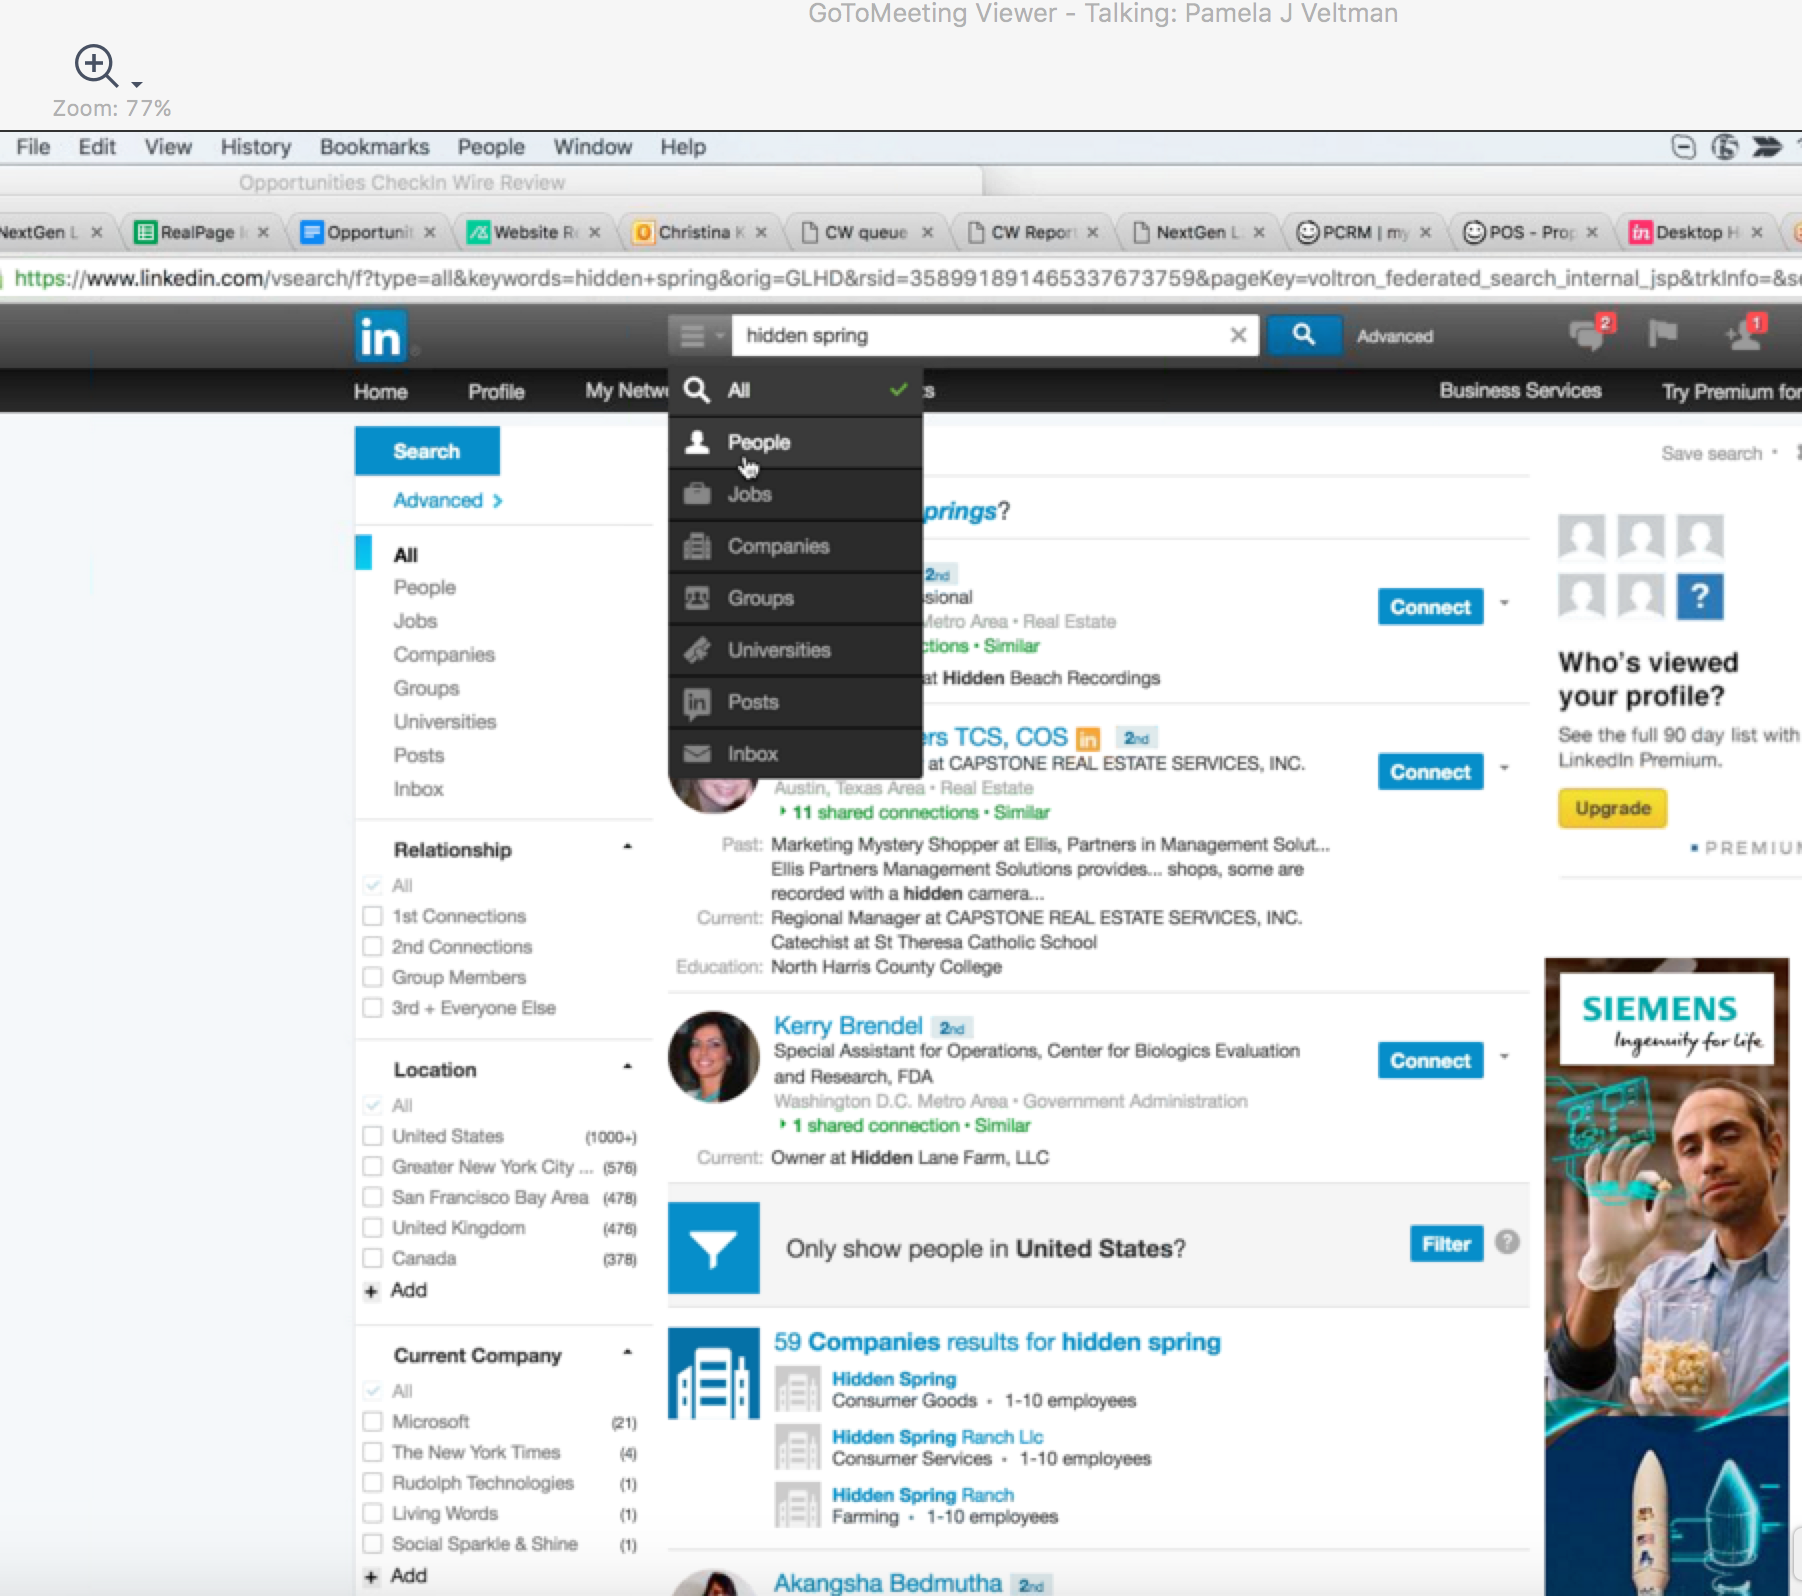 GoToMeeting Viewer - Talking: Pamela J Veltman
Zoom: 77%
File Edit View History Bookmarks People Window Help
Opportunities CheckIn Wire Review
NextGen L RealPage Opportunit Website R Christina K CW queue CW Report NextGen L PCRM | my POS - Prop Desktop H
https://www.linkedin.com/vsearch/f?type=all&keywords=hidden+spring&orig=GLHD&rsid=358991891465337673759&pageKey=voltron_federated_search_internal_jsp&trkInfo=&s
in hidden spring Advanced 2 1
Home Profile My Netw s Business Services Try Premium for
All
People
Jobs
Companies
Groups
Universities
Posts
Inbox
Search
Advanced
All
People
Jobs
Companies
Groups
Universities
Posts
Inbox
Relationship
All
1st Connections
2nd Connections
Group Members
3rd + Everyone Else
Location
All
United States (1000+)
Greater New York City ... (576)
San Francisco Bay Area (478)
United Kingdom (476)
Canada (378)
+ Add
Current Company
All
Microsoft (21)
The New York Times (4)
Rudolph Technologies (1)
Living Words (1)
Social Sparkle & Shine (1)
+ Add
prings?
2nd
ssional
Metro Area • Real Estate
ctions • Similar
at Hidden Beach Recordings
Connect
ers TCS, COS in 2nd
at CAPSTONE REAL ESTATE SERVICES, INC.
Austin, Texas Area • Real Estate
11 shared connections • Similar
Connect
Past: Marketing Mystery Shopper at Ellis, Partners in Management Solut...
Ellis Partners Management Solutions provides... shops, some are
recorded with a hidden camera...
Current: Regional Manager at CAPSTONE REAL ESTATE SERVICES, INC.
Catechist at St Theresa Catholic School
Education: North Harris County College
Kerry Brendel 2nd
Special Assistant for Operations, Center for Biologics Evaluation
and Research, FDA
Washington D.C. Metro Area • Government Administration
1 shared connection • Similar
Current: Owner at Hidden Lane Farm, LLC
Connect
Only show people in United States?
Filter ?
59 Companies results for hidden spring
Hidden Spring
Consumer Goods • 1-10 employees
Hidden Spring Ranch Llc
Consumer Services • 1-10 employees
Hidden Spring Ranch
Farming • 1-10 employees
Akangsha Bedmutha 2nd
Save search •
?
Who's viewed
your profile?
See the full 90 day list with
LinkedIn Premium.
Upgrade
PREMIUM
SIEMENS
Ingenuity for life